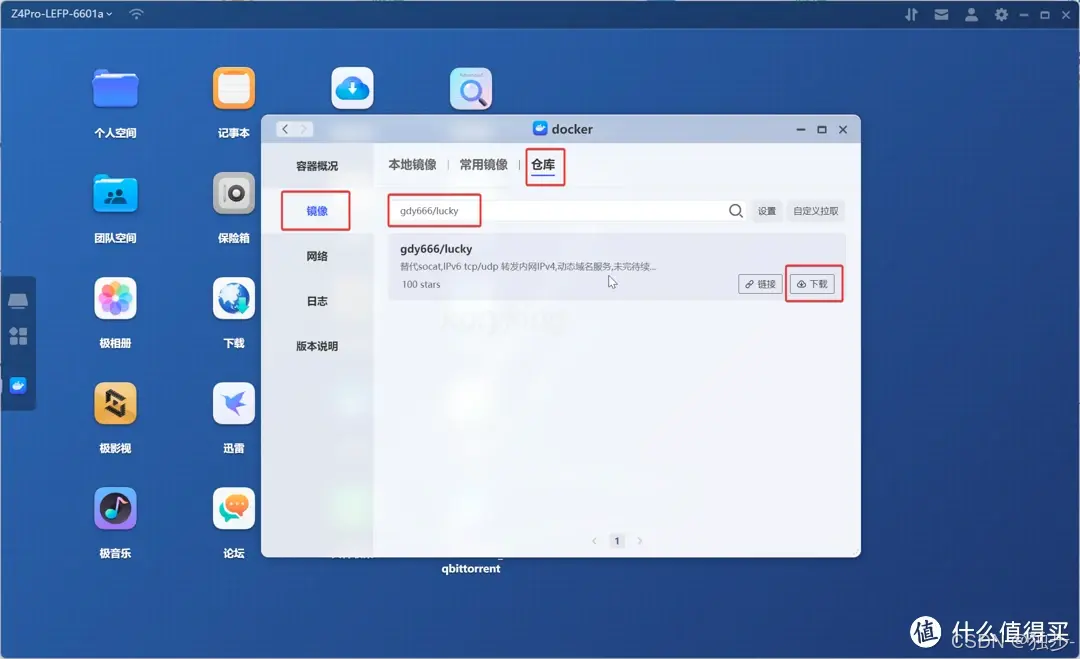 Z4Pro-LEFP-6601a
个人空间
记事本
docker
容器概况
本地镜像
常用镜像
仓库
镜像
gdy666/lucky
设置
自定义拉取
团队空间
保险箱
网络
gdy666/lucky
替代socat,IPv6 tcp/udp 转发内网IPv4,动态域名服务,未完待续...
100 stars
链接
下载
日志
极相册
下载
版本说明
极影视
迅雷
1
极音乐
论坛
qbittorrent
值 什么值得买
CSDN @独步-